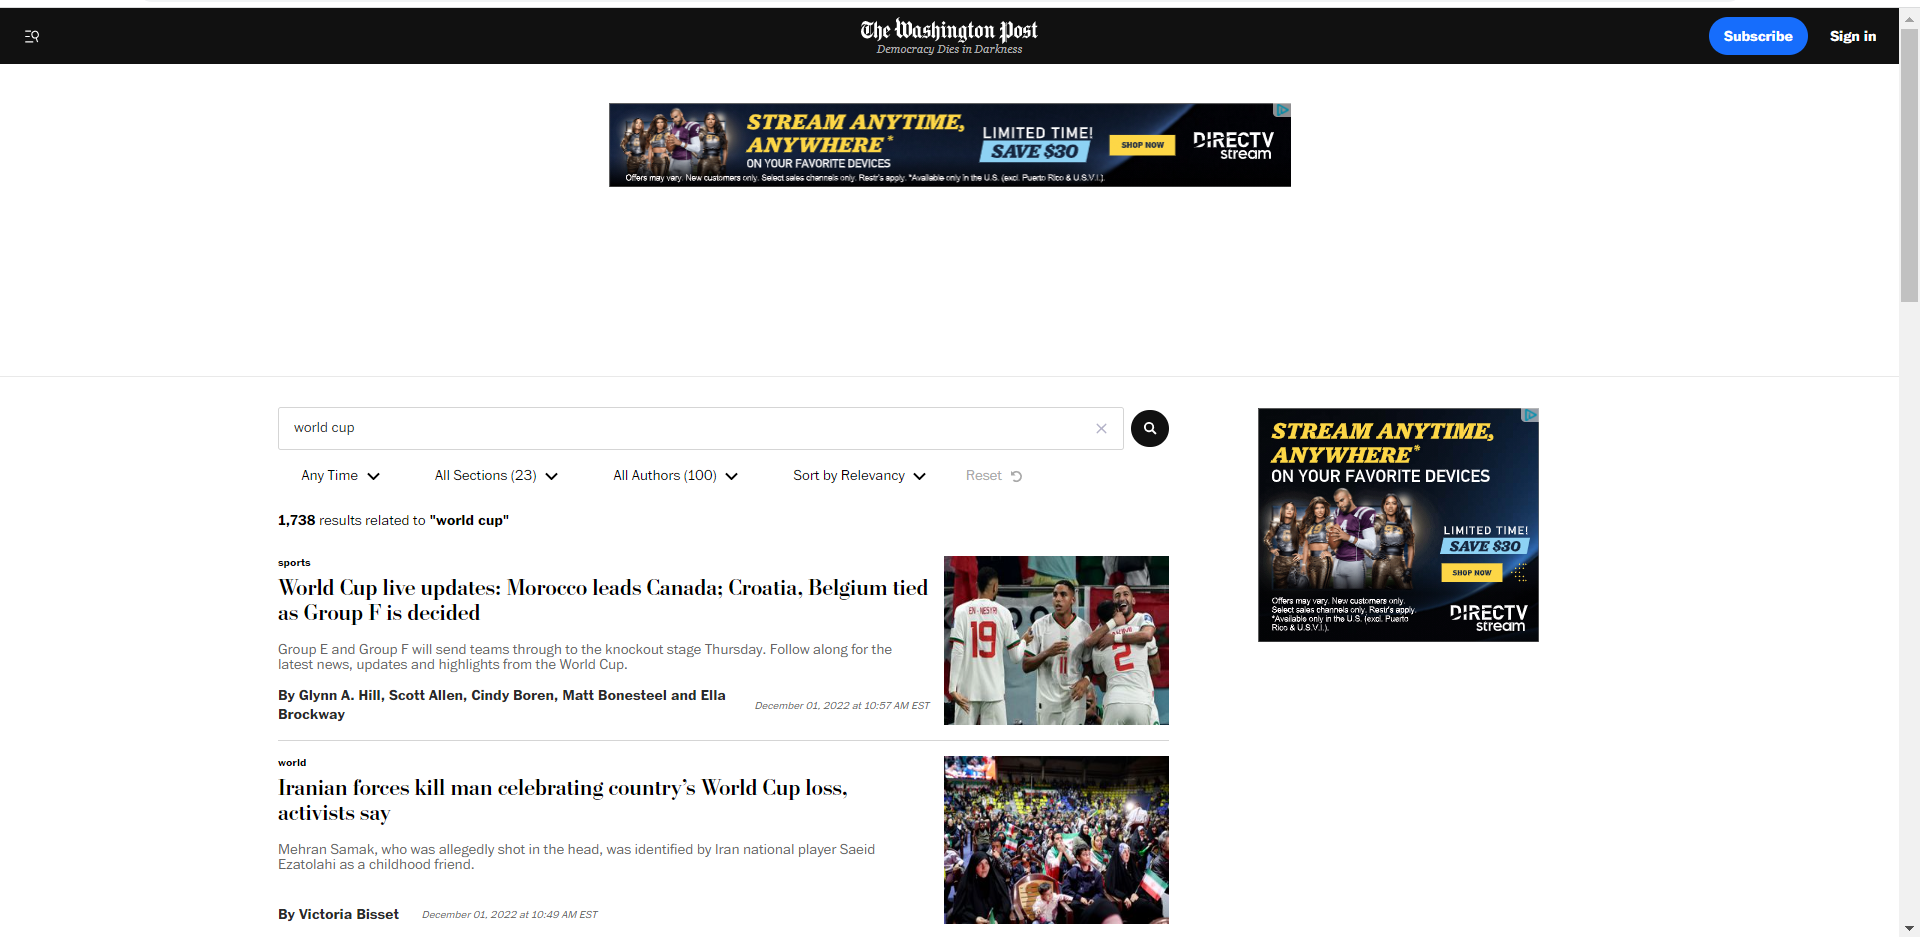 The Washington Post
Democracy Dies in Darkness
Subscribe
Sign in
STREAM ANYTIME,
ANYWHERE*
ON YOUR FAVORITE DEVICES
LIMITED TIME!
SAVE $30
SHOP NOW
DIRECTV
stream
Offers may vary. New customers only. Select sales channels only. Restr's apply. *Available only in the U.S. (excl. Puerto Rico & U.S.V.I.).
world cup
Any Time
All Sections (23)
All Authors (100)
Sort by Relevancy
Reset
1,738 results related to "world cup"
sports
World Cup live updates: Morocco leads Canada; Croatia, Belgium tied
as Group F is decided
Group E and Group F will send teams through to the knockout stage Thursday. Follow along for the
latest news, updates and highlights from the World Cup.
By Glynn A. Hill, Scott Allen, Cindy Boren, Matt Bonesteel and Ella
Brockway
December 01, 2022 at 10:57 AM EST
EN-NESYRI
19
11
2
world
Iranian forces kill man celebrating country’s World Cup loss,
activists say
Mehran Samak, who was allegedly shot in the head, was identified by Iran national player Saeid
Ezatolahi as a childhood friend.
By Victoria Bisset
December 01, 2022 at 10:49 AM EST
STREAM ANYTIME,
ANYWHERE*
ON YOUR FAVORITE DEVICES
LIMITED TIME!
SAVE $30
SHOP NOW
Offers may vary. New customers only.
Select sales channels only. Restr's apply.
*Available only in the U.S. (excl. Puerto
Rico & U.S.V.I.).
DIRECTV
stream